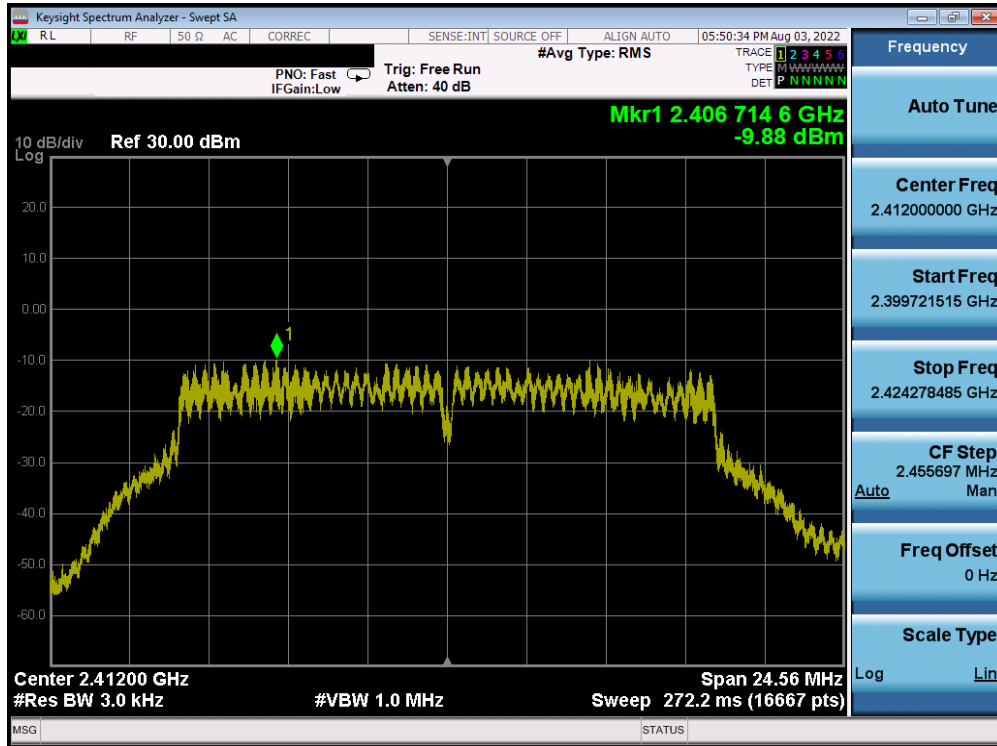 Keysight Spectrum Analyzer - Swept SA
LXI RL RF 50 Ω AC CORREC SENSE:INT SOURCE OFF ALIGN AUTO 05:50:34 PM Aug 03, 2022
#Avg Type: RMS
TRACE 1 2 3 4 5 6
PNO: Fast Trig: Free Run TYPE M WWWWW
IFGain:Low Atten: 40 dB DET P N N N N N
Mkr1 2.406 714 6 GHz
-9.88 dBm
10 dB/div Ref 30.00 dBm
Log
20.0
10.0
0.00
1
-10.0
-20.0
-30.0
-40.0
-50.0
-60.0
Center 2.41200 GHz Span 24.56 MHz
#Res BW 3.0 kHz #VBW 1.0 MHz Sweep 272.2 ms (16667 pts)
MSG STATUS
Frequency
Auto Tune
Center Freq
2.412000000 GHz
Start Freq
2.399721515 GHz
Stop Freq
2.424278485 GHz
CF Step
2.455697 MHz
Auto Man
Freq Offset
0 Hz
Scale Type
Log Lin